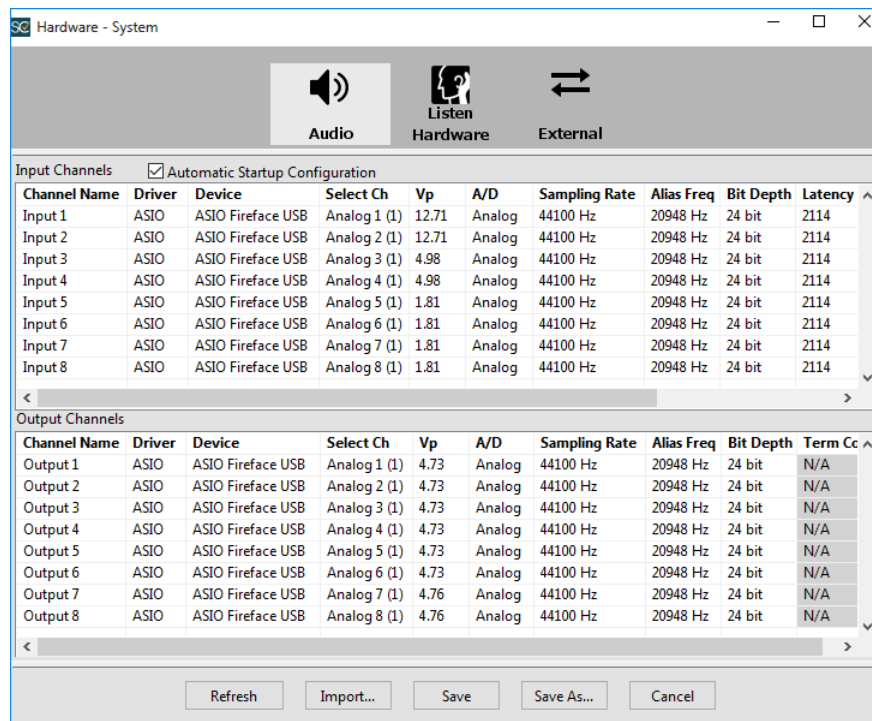 SC Hardware - System
Audio
Listen
Hardware
External
Input Channels Automatic Startup Configuration
Channel Name Driver Device Select Ch Vp A/D Sampling Rate Alias Freq Bit Depth Latency
Input 1 ASIO ASIO Fireface USB Analog 1 (1) 12.71 Analog 44100 Hz 20948 Hz 24 bit 2114
Input 2 ASIO ASIO Fireface USB Analog 2 (1) 12.71 Analog 44100 Hz 20948 Hz 24 bit 2114
Input 3 ASIO ASIO Fireface USB Analog 3 (1) 4.98 Analog 44100 Hz 20948 Hz 24 bit 2114
Input 4 ASIO ASIO Fireface USB Analog 4 (1) 4.98 Analog 44100 Hz 20948 Hz 24 bit 2114
Input 5 ASIO ASIO Fireface USB Analog 5 (1) 1.81 Analog 44100 Hz 20948 Hz 24 bit 2114
Input 6 ASIO ASIO Fireface USB Analog 6 (1) 1.81 Analog 44100 Hz 20948 Hz 24 bit 2114
Input 7 ASIO ASIO Fireface USB Analog 7 (1) 1.81 Analog 44100 Hz 20948 Hz 24 bit 2114
Input 8 ASIO ASIO Fireface USB Analog 8 (1) 1.81 Analog 44100 Hz 20948 Hz 24 bit 2114
Output Channels
Channel Name Driver Device Select Ch Vp A/D Sampling Rate Alias Freq Bit Depth Term Co
Output 1 ASIO ASIO Fireface USB Analog 1 (1) 4.73 Analog 44100 Hz 20948 Hz 24 bit N/A
Output 2 ASIO ASIO Fireface USB Analog 2 (1) 4.73 Analog 44100 Hz 20948 Hz 24 bit N/A
Output 3 ASIO ASIO Fireface USB Analog 3 (1) 4.73 Analog 44100 Hz 20948 Hz 24 bit N/A
Output 4 ASIO ASIO Fireface USB Analog 4 (1) 4.73 Analog 44100 Hz 20948 Hz 24 bit N/A
Output 5 ASIO ASIO Fireface USB Analog 5 (1) 4.73 Analog 44100 Hz 20948 Hz 24 bit N/A
Output 6 ASIO ASIO Fireface USB Analog 6 (1) 4.73 Analog 44100 Hz 20948 Hz 24 bit N/A
Output 7 ASIO ASIO Fireface USB Analog 7 (1) 4.76 Analog 44100 Hz 20948 Hz 24 bit N/A
Output 8 ASIO ASIO Fireface USB Analog 8 (1) 4.76 Analog 44100 Hz 20948 Hz 24 bit N/A
Refresh Import... Save Save As... Cancel